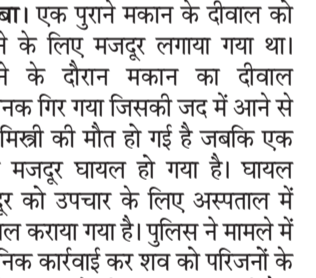 बा। एक पुराने मकान के दीवाल को
के लिए मजदूर लगाया गया था।
के दौरान मकान का दीवाल
नक गिर गया जिसकी जद में आने से
मिस्त्री की मौत हो गई है जबकि एक
मजदूर घायल हो गया है। घायल
को उपचार के लिए अस्पताल में
ल कराया गया है। पुलिस ने मामले में
निक कार्रवाई कर शव को परिजनों के